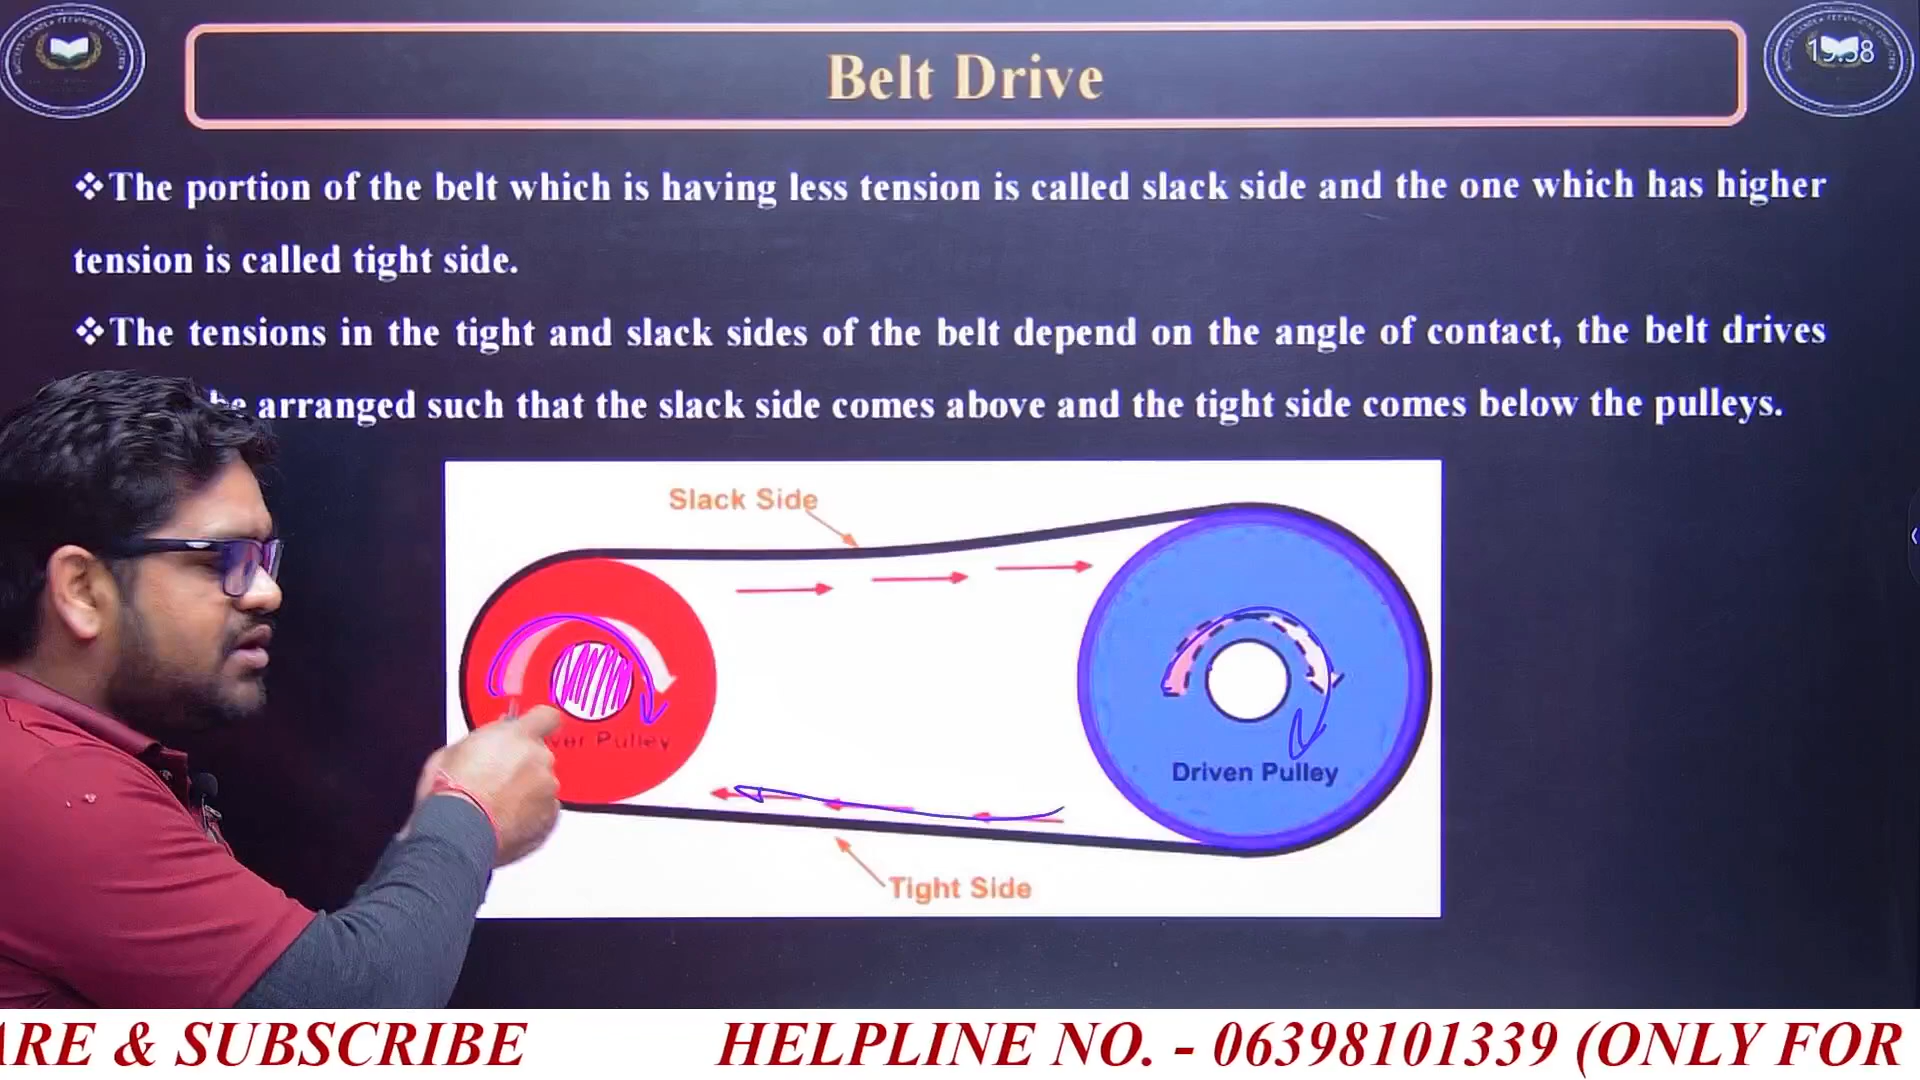 Belt Drive
❖The portion of the belt which is having less tension is called slack side and the one which has higher
tension is called tight side.
❖The tensions in the tight and slack sides of the belt depend on the angle of contact, the belt drives
be arranged such that the slack side comes above and the tight side comes below the pulleys.
Slack Side
Pulley
Driven Pulley
Tight Side
& SUBSCRIBE HELPLINE NO. - 06398101339 (ONLY FOR